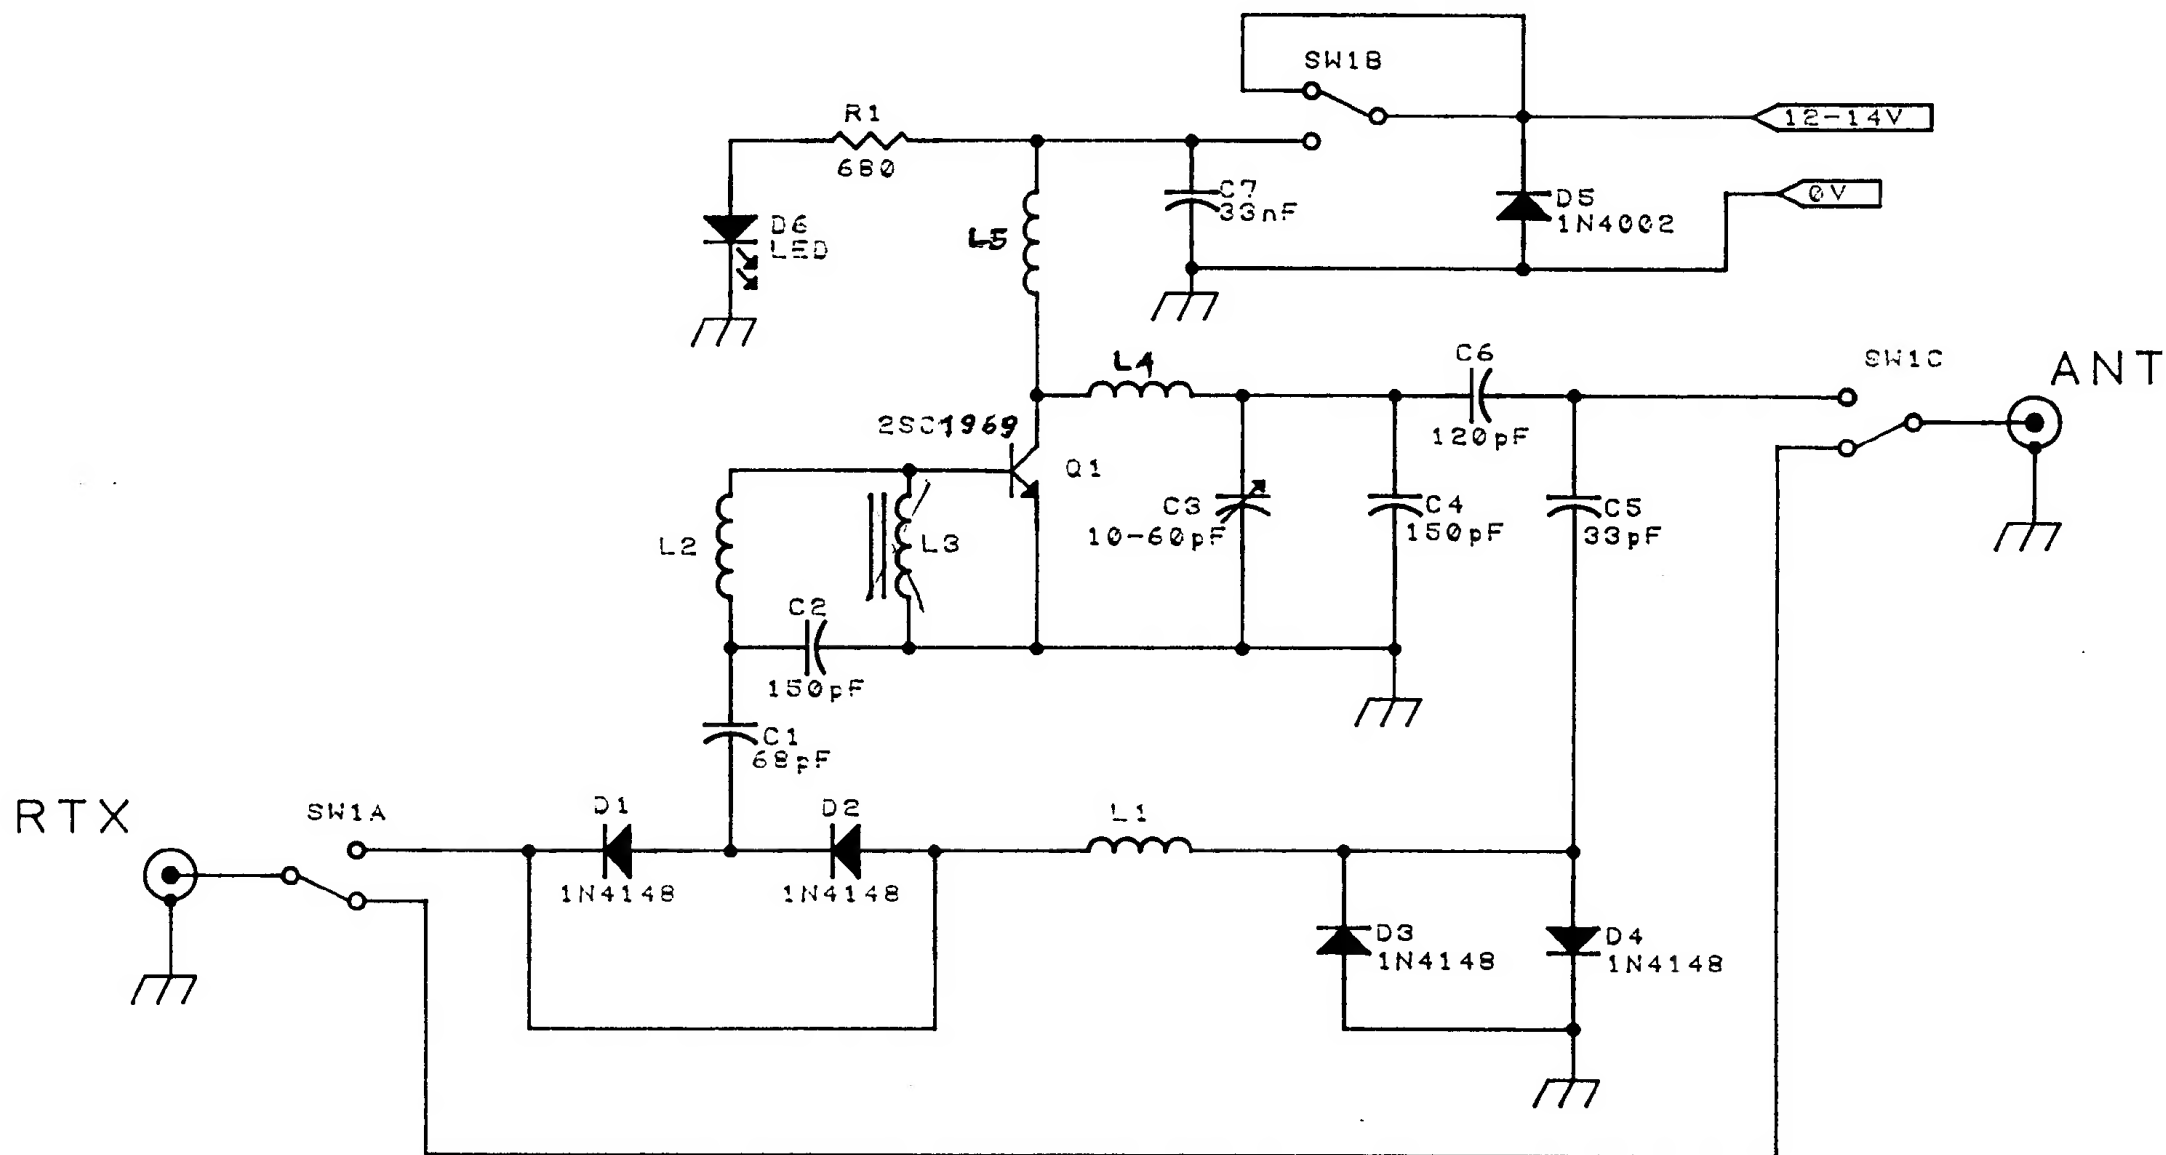 SW1B
R1
12-14V
680
C7
33nF
D5
1N4002
0V
D6
LED
L5
L4
C6
SW1C
ANT
2SC1969
120pF
Q1
L2
L3
C3
10-60pF
C4
150pF
C5
33pF
C2
150pF
C1
68pF
RTX
SW1A
D1
D2
L1
1N4148
1N4148
D3
1N4148
D4
1N4148